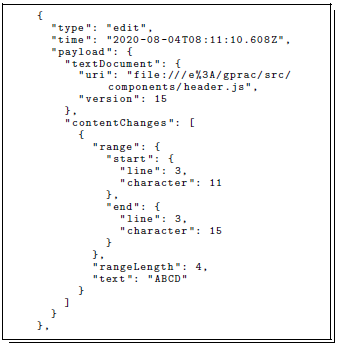 {
"type": "edit",
"time": "2020-08-04T08:11:10.608Z",
"payload": {
"textDocument": {
"uri": "file:///e%3A/gprac/src/
components/header.js",
"version": 15
},
"contentChanges": [
{
"range": {
"start": {
"line": 3,
"character": 11
},
"end": {
"line": 3,
"character": 15
}
},
"rangeLength": 4,
"text": "ABCD"
}
]
}
},